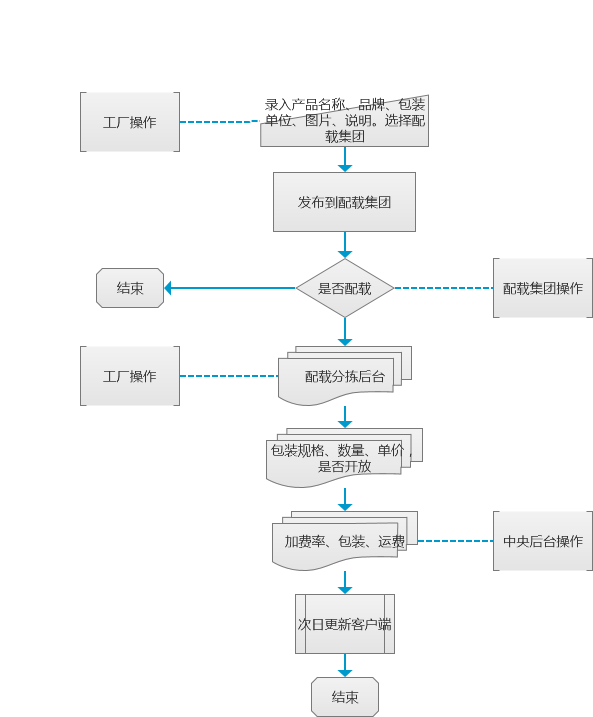 录入产品名称、品牌、包装
单位、图片、说明。选择配
载集团
工厂操作
发布到配载集团
结束
是否配载
配载集团操作
工厂操作
配载分拣后台
包装规格、数量、单价，
是否开放
加费率、包装、运费
中央后台操作
次日更新客户端
结束